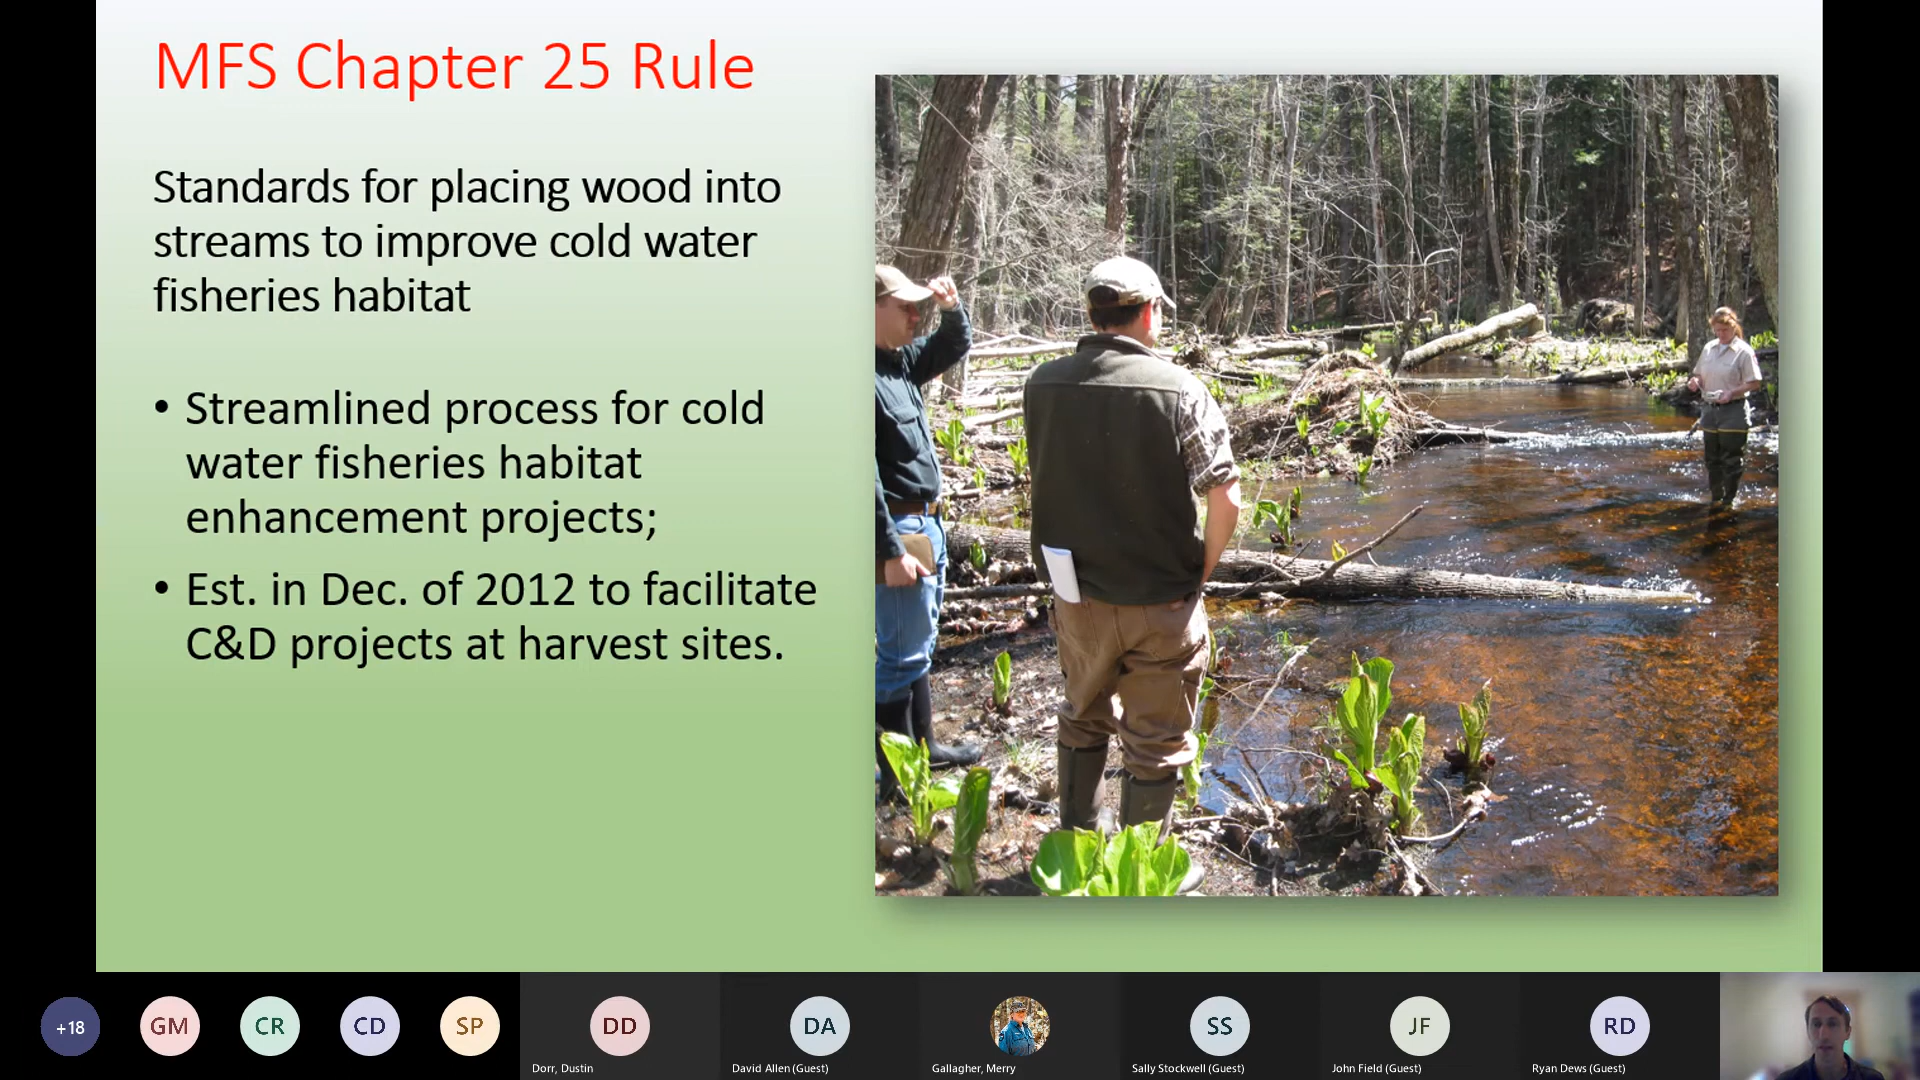 MFS Chapter 25 Rule
Standards for placing wood into
streams to improve cold water
fisheries habitat
• Streamlined process for cold
water fisheries habitat
enhancement projects;
• Est. in Dec. of 2012 to facilitate
C&D projects at harvest sites.
+18
GM
CR
CD
SP
DD
DA
SS
JF
RD
Dorr, Dustin
David Allen (Guest)
Gallagher, Merry
Sally Stockwell (Guest)
John Field (Guest)
Ryan Dews (Guest)